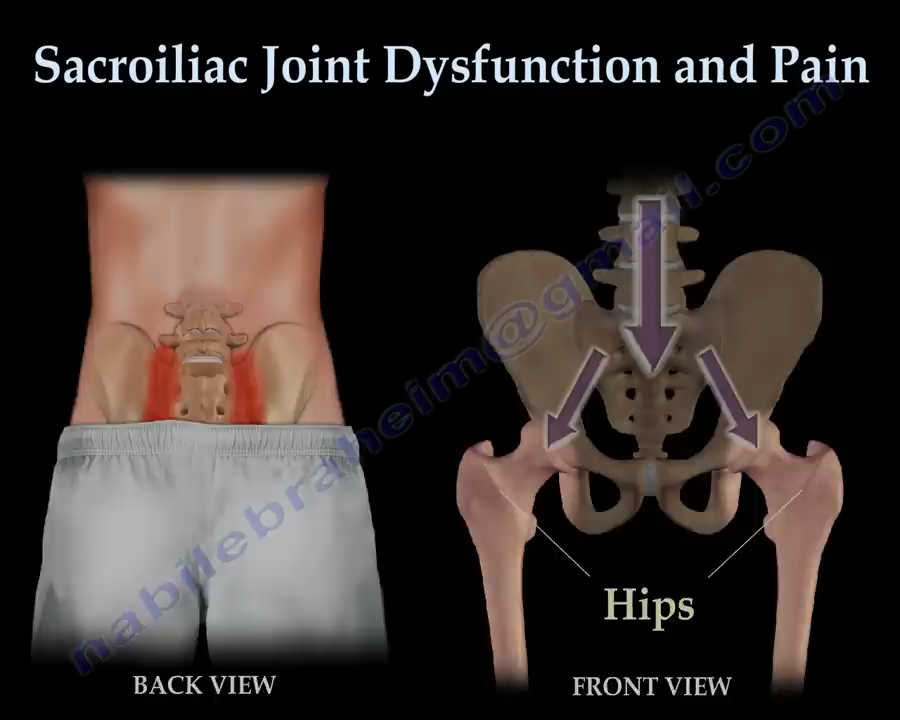 Sacroiliac Joint Dysfunction and Pain
nabilebraheim@gmail.com
Hips
BACK VIEW
FRONT VIEW